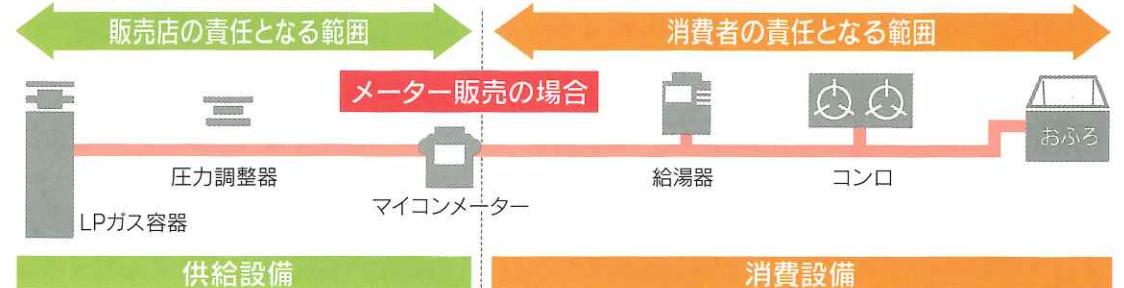 販売店の責任となる範囲
消費者の責任となる範囲
メーター販売の場合
おふろ
圧力調整器
給湯器
コンロ
マイコンメーター
LPガス容器
供給設備
消費設備